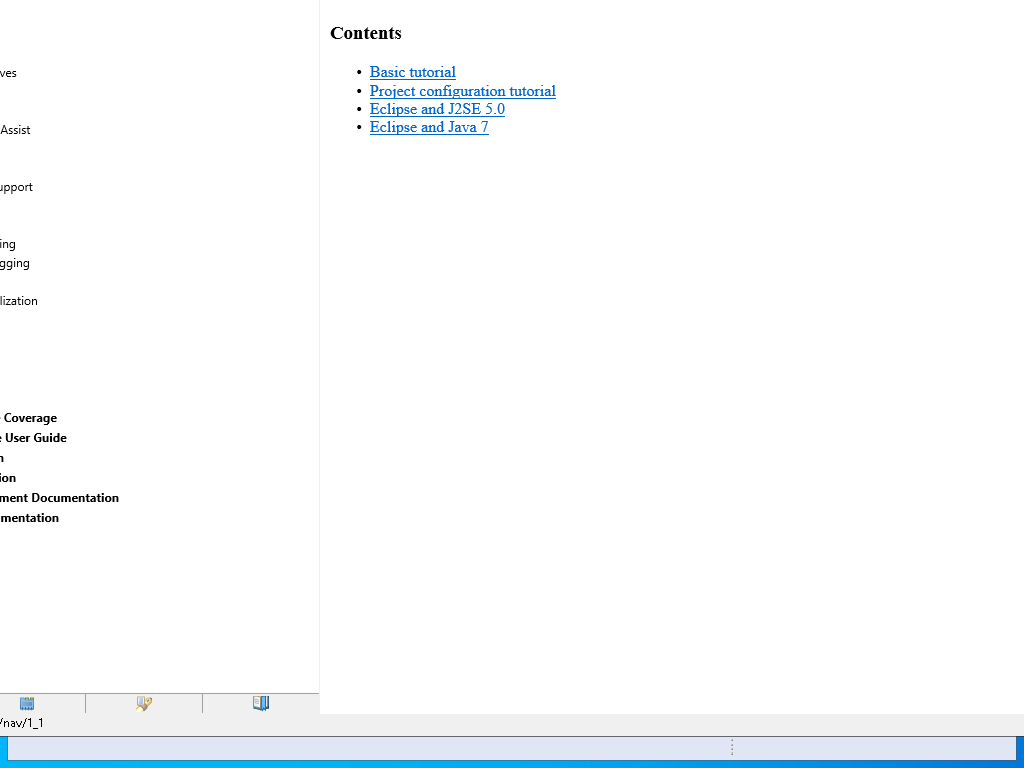 Contents
• Basic tutorial
• Project configuration tutorial
• Eclipse and J2SE 5.0
• Eclipse and Java 7
ves
Assist
upport
ing
gging
lization
Coverage
e User Guide
n
ion
ment Documentation
mentation
/nav/1_1